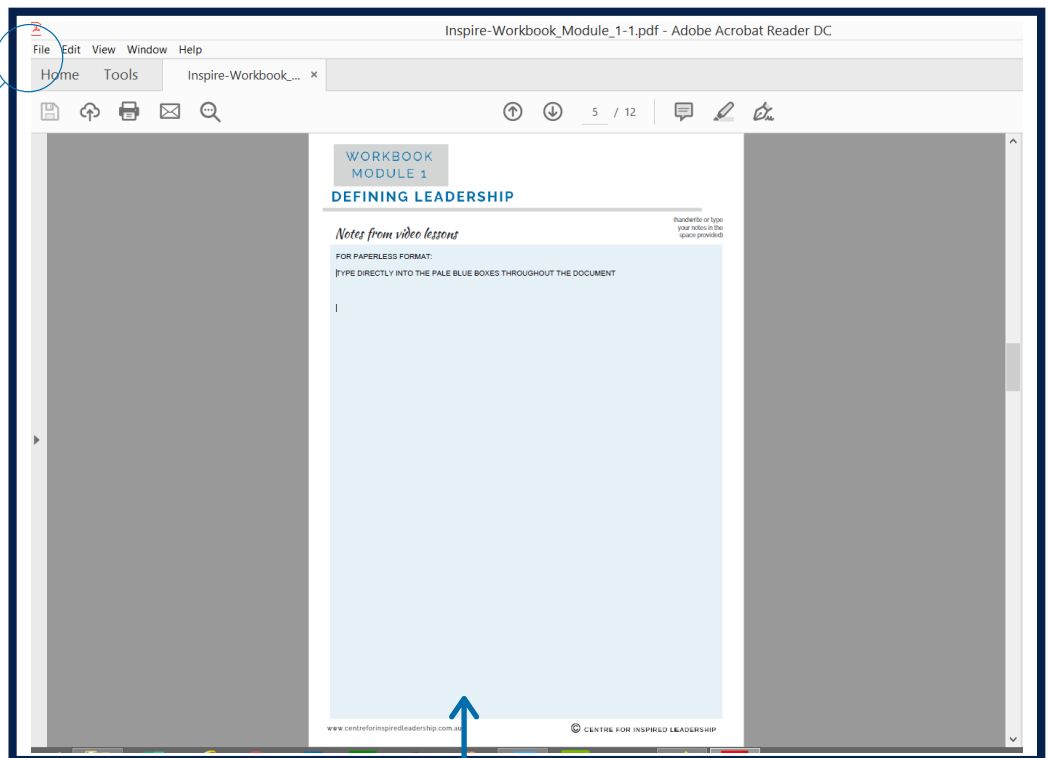 Inspire-Workbook_Module_1-1.pdf - Adobe Acrobat Reader DC
File Edit View Window Help
Home Tools Inspire-Workbook_... ×
5 / 12
WORKBOOK
MODULE 1
DEFINING LEADERSHIP
(handwrite or type
your notes in the
space provided)
Notes from video lessons
FOR PAPERLESS FORMAT:
TYPE DIRECTLY INTO THE PALE BLUE BOXES THROUGHOUT THE DOCUMENT
www.centreforinspiredleadership.com.au © CENTRE FOR INSPIRED LEADERSHIP